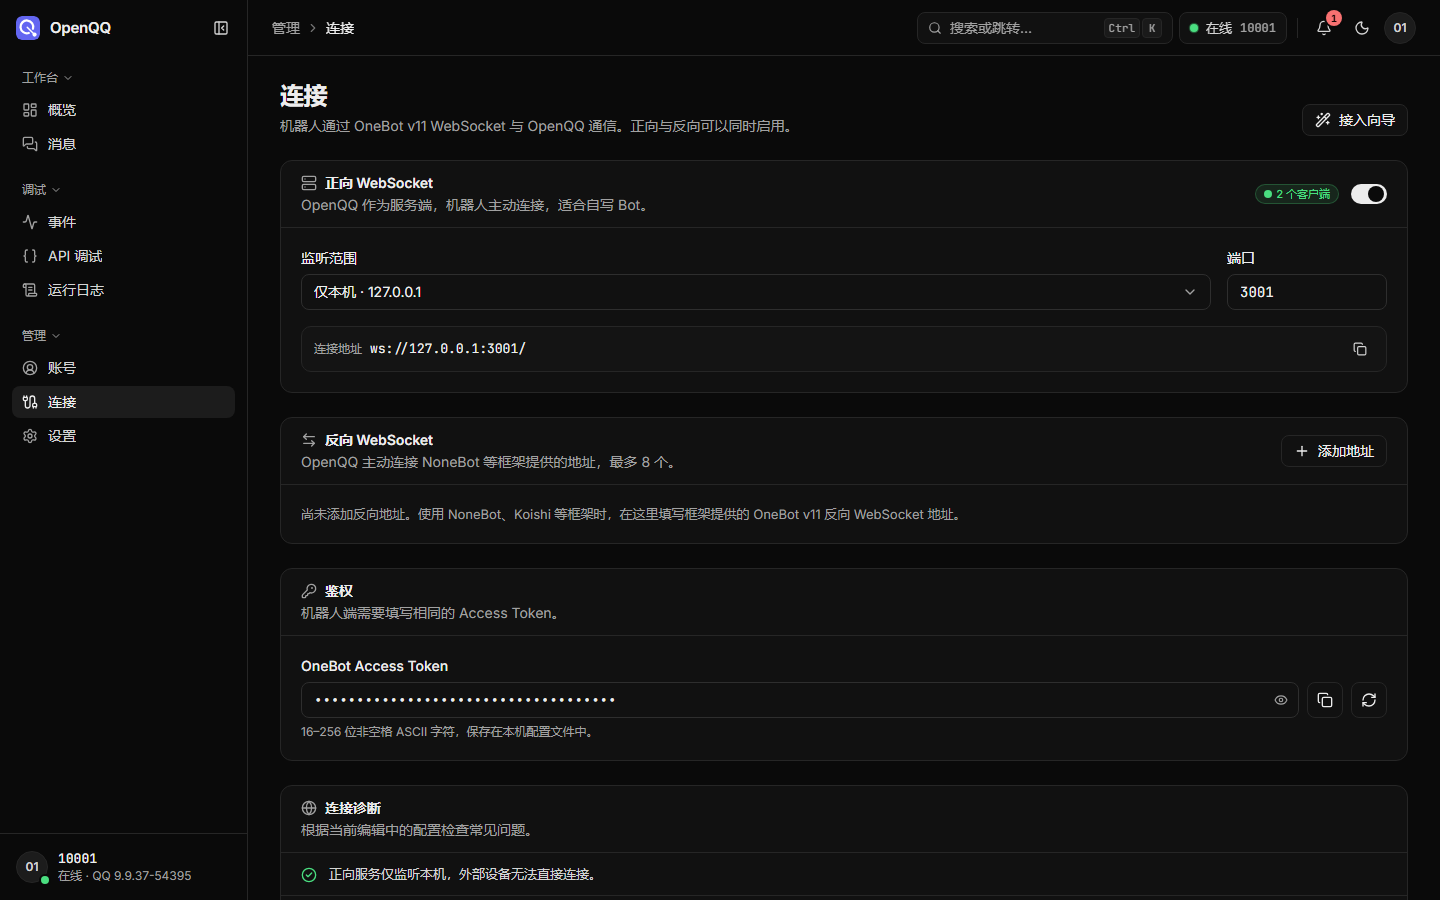 OpenQQ
管理
连接
搜索或跳转...
Ctrl K
在线 10001
1
01
工作台
概览
消息
调试
事件
API 调试
运行日志
管理
账号
连接
设置
连接
机器人通过 OneBot v11 WebSocket 与 OpenQQ 通信。正向与反向可以同时启用。
接入向导
正向 WebSocket
OpenQQ 作为服务端，机器人主动连接，适合自写 Bot。
2 个客户端
监听范围
端口
仅本机 · 127.0.0.1
3001
连接地址 ws://127.0.0.1:3001/
反向 WebSocket
OpenQQ 主动连接 NoneBot 等框架提供的地址，最多 8 个。
添加地址
尚未添加反向地址。使用 NoneBot、Koishi 等框架时，在这里填写框架提供的 OneBot v11 反向 WebSocket 地址。
鉴权
机器人端需要填写相同的 Access Token。
OneBot Access Token
••••••••••••••••••••••••••••••••••••
16–256 位非空格 ASCII 字符，保存在本机配置文件中。
连接诊断
根据当前编辑中的配置检查常见问题。
正向服务仅监听本机，外部设备无法直接连接。
01
10001
在线 · QQ 9.9.37-54395